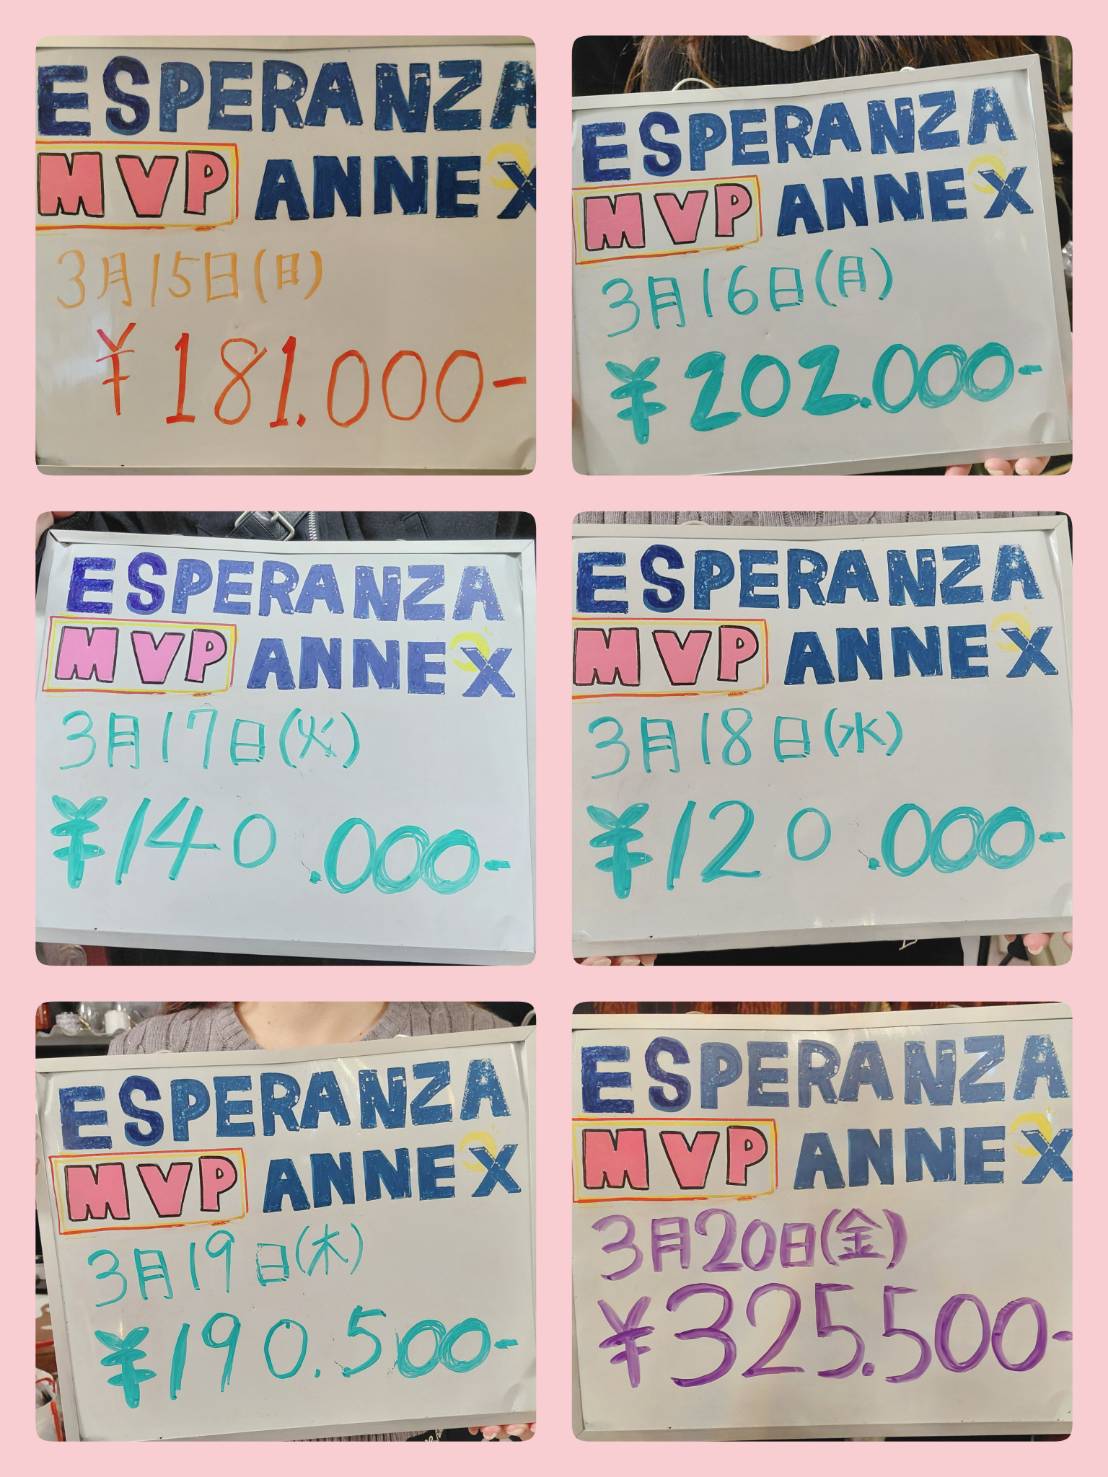 ESPERANZA
MVP ANNEX
3月15日(日)
¥181.000-
ESPERANZA
MVP ANNEX
3月16日(月)
¥202.000-
ESPERANZA
MVP ANNEX
3月17日(火)
¥140.000-
ESPERANZA
MVP ANNEX
3月18日(水)
¥120.000-
ESPERANZA
MVP ANNEX
3月19日(木)
¥190.500-
ESPERANZA
MVP ANNEX
3月20日(金)
¥325.500-